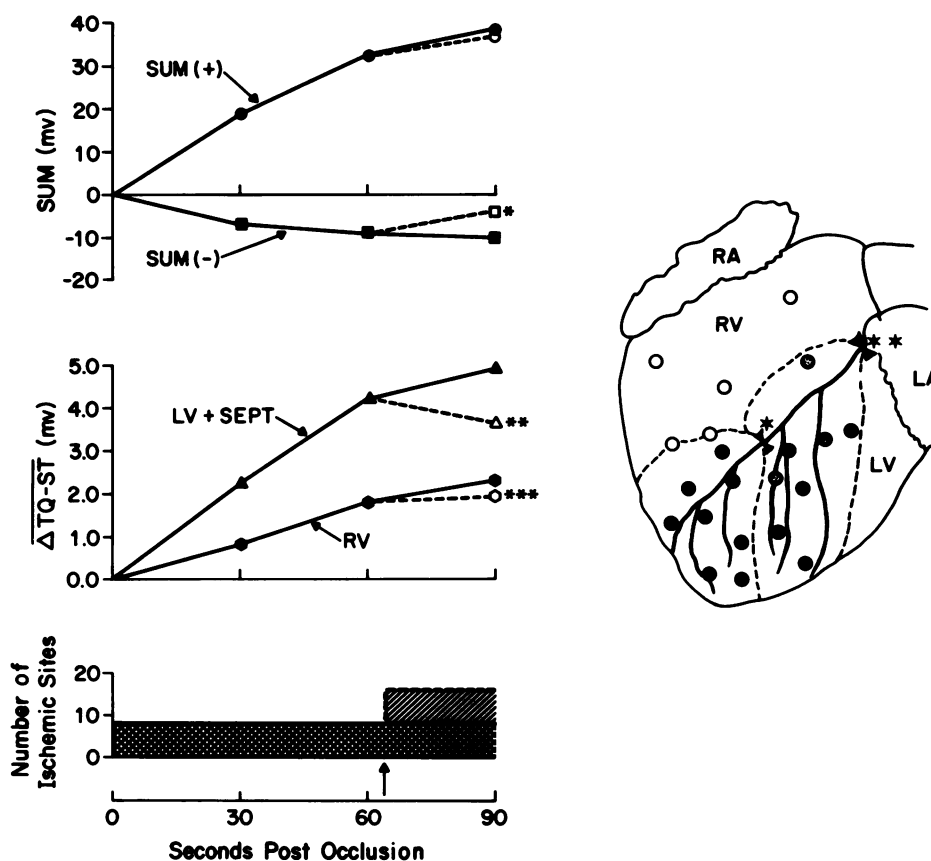 SUM (mv)
40
30
20
10
0
-10
-20
SUM (+)
SUM (-)
*
ΔTQ-ST (mv)
5.0
4.0
3.0
2.0
1.0
0.0
LV + SEPT
**
***
RV
Number of
Ischemic Sites
20
10
0
0 30 60 90
Seconds Post Occlusion
RA
RV
* *
LA
*
LV